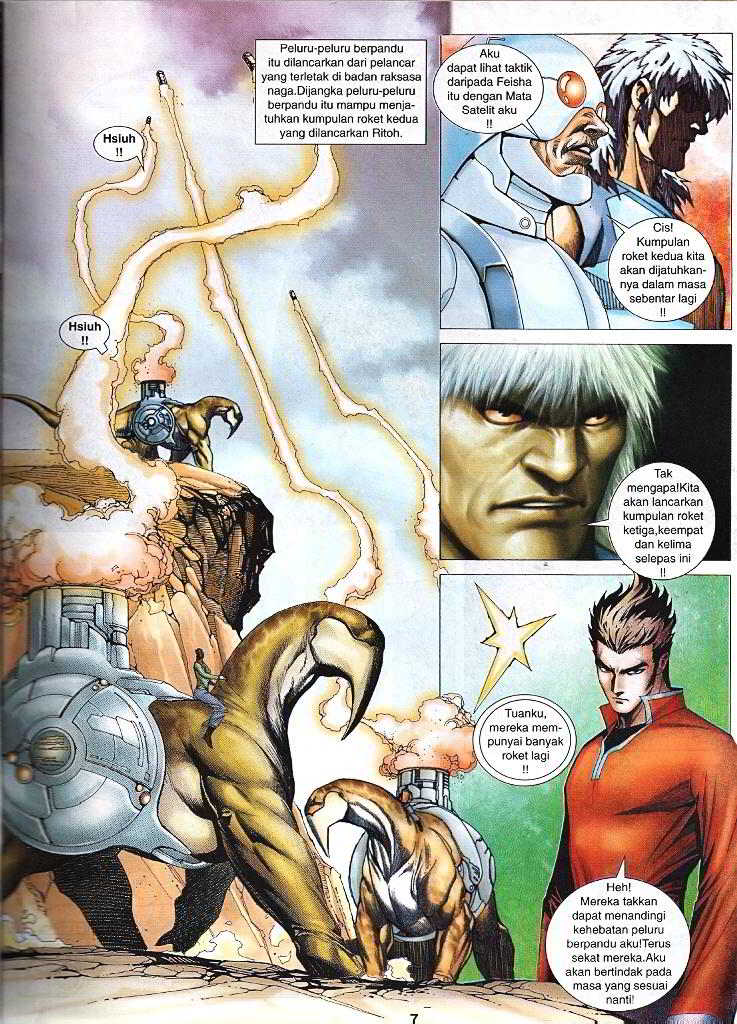 Peluru-peluru berpandu
itu dilancarkan dari pelancar
yang terletak di badan raksasa
naga.Dijangka peluru-peluru
berpandu itu mampu menja-
tuhkan kumpulan roket kedua
yang dilancarkan Ritoh.
Hsiuh
!!
Hsiuh
!!
Aku
dapat lihat taktik
daripada Feisha
itu dengan Mata
Satelit aku
!!
Cis!
Kumpulan
roket kedua kita
akan dijatuhkan-
nya dalam masa
sebentar lagi
!!
Tak
mengapa!Kita
akan lancarkan
kumpulan roket
ketiga,keempat
dan kelima
selepas ini
!!
Tuanku,
mereka mem-
punyai banyak
roket lagi
!!
Heh!
Mereka takkan
dapat menandingi
kehebatan peluru
berpandu aku!Terus
sekat mereka.Aku
akan bertindak pada
masa yang sesuai
nanti!
7